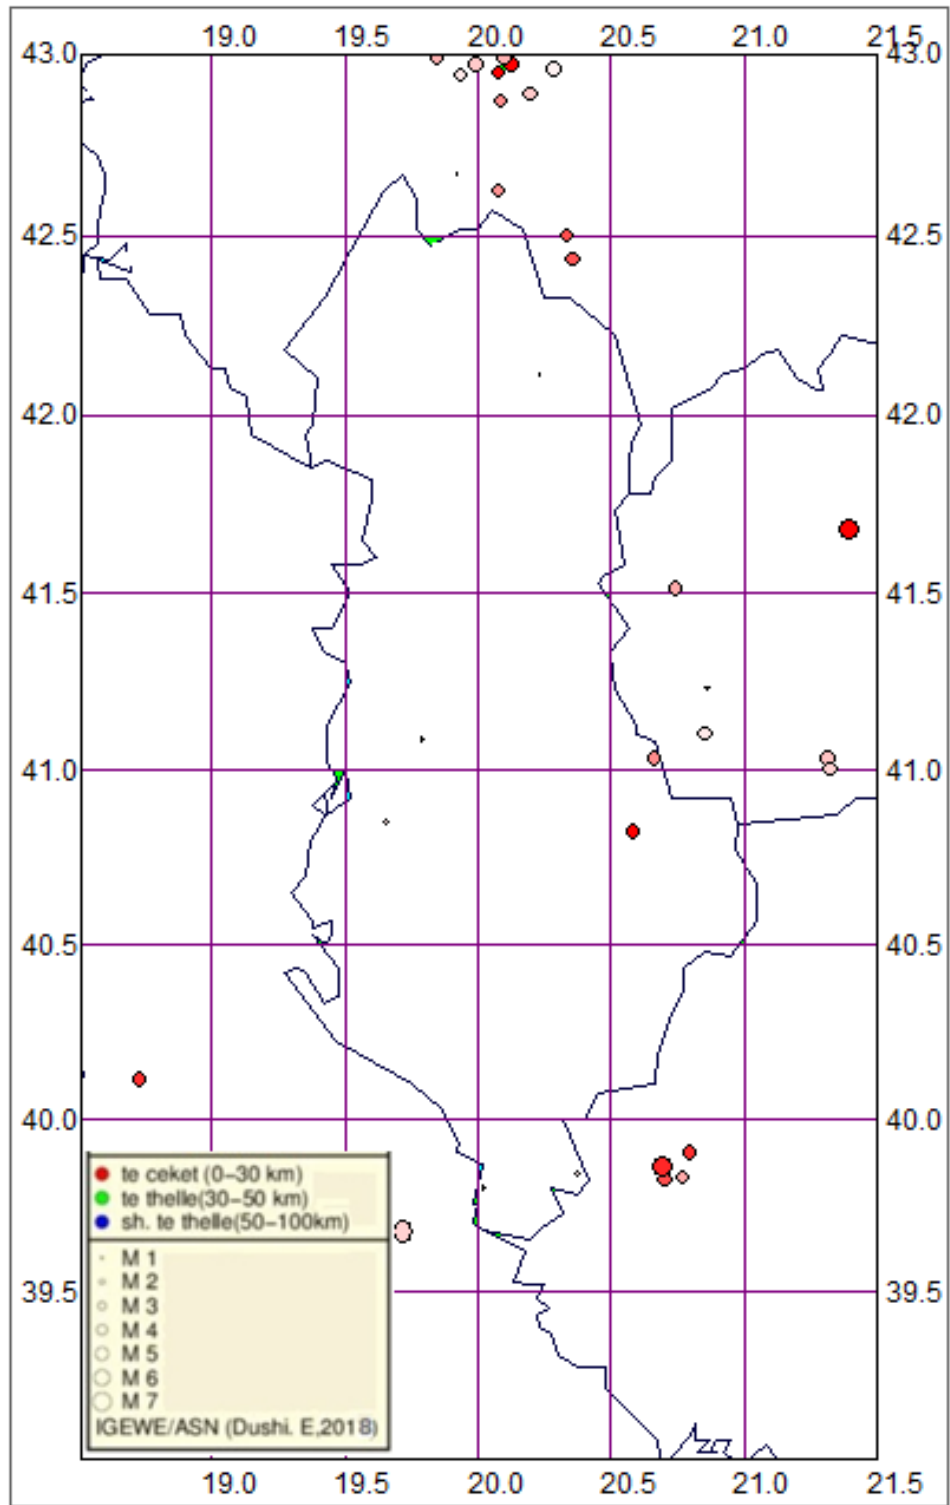 19.0 19.5 20.0 20.5 21.0 21.5
43.0 43.0
42.5 42.5
42.0 42.0
41.5 41.5
41.0 41.0
40.5 40.5
40.0 40.0
te ceket (0-30 km)
te thelle(30-50 km)
sh. te thelle(50-100km)
M 1
M 2
M 3
M 4
M 5
M 6
M 7
IGEWE/ASN (Dushi. E,2018)
39.5 39.5
19.0 19.5 20.0 20.5 21.0 21.5